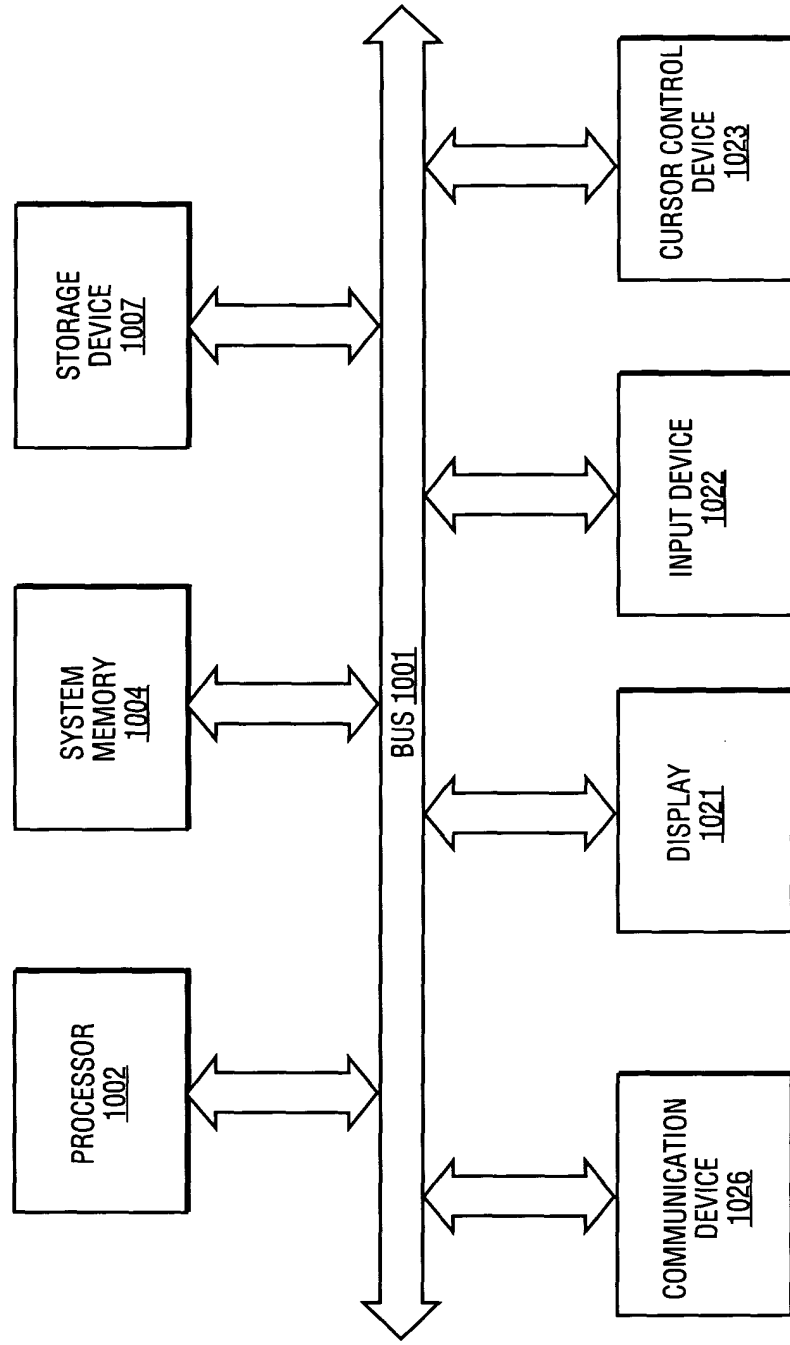 PROCESSOR
1002
SYSTEM
MEMORY
1004
STORAGE
DEVICE
1007
BUS 1001
COMMUNICATION
DEVICE
1026
DISPLAY
1021
INPUT DEVICE
1022
CURSOR CONTROL
DEVICE
1023